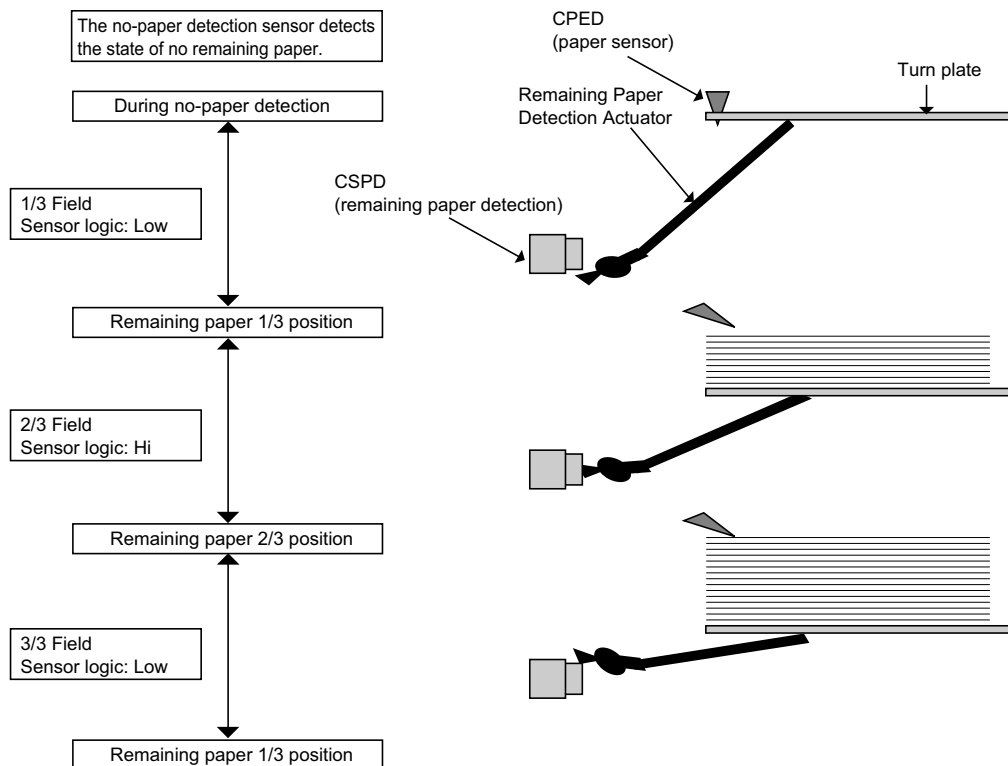 The no-paper detection sensor detects
the state of no remaining paper.
During no-paper detection
1/3 Field
Sensor logic: Low
Remaining paper 1/3 position
2/3 Field
Sensor logic: Hi
Remaining paper 2/3 position
3/3 Field
Sensor logic: Low
Remaining paper 1/3 position
CPED
(paper sensor)
Turn plate
Remaining Paper
Detection Actuator
CSPD
(remaining paper detection)